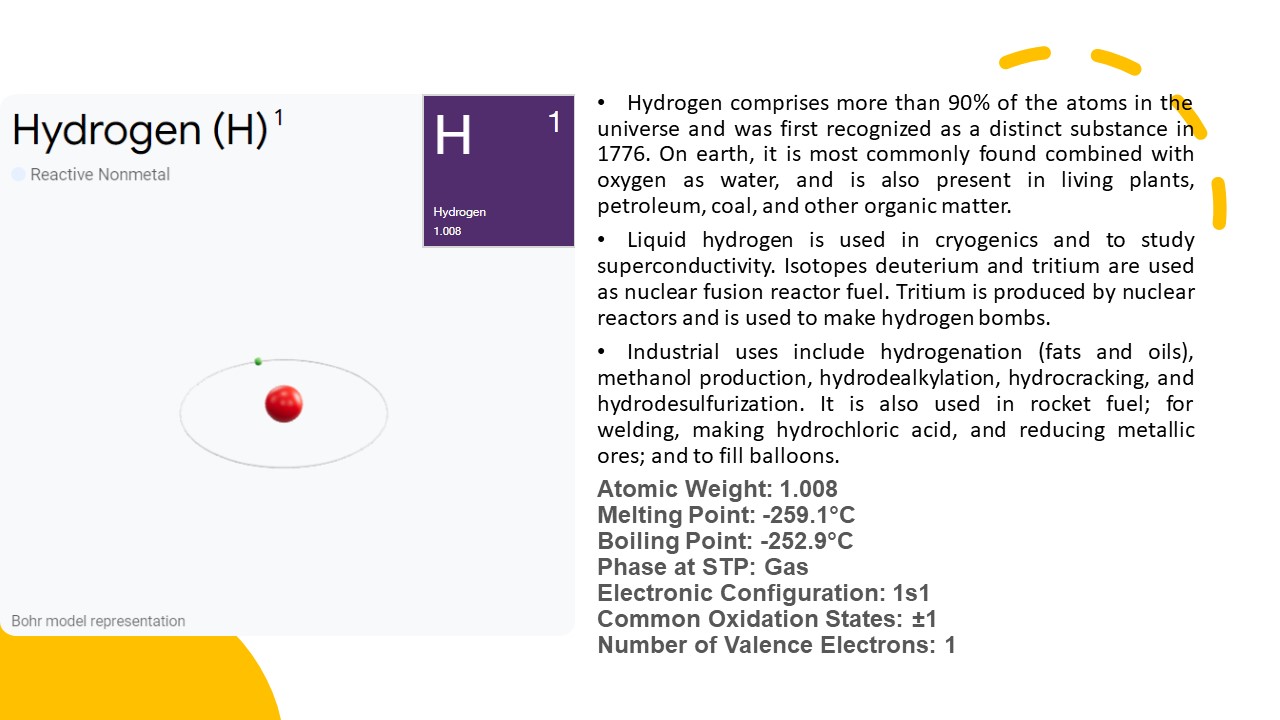 Hydrogen (H) 1
Reactive Nonmetal
H 1
Hydrogen
1.008
Bohr model representation
• Hydrogen comprises more than 90% of the atoms in the
universe and was first recognized as a distinct substance in
1776. On earth, it is most commonly found combined with
oxygen as water, and is also present in living plants,
petroleum, coal, and other organic matter.
• Liquid hydrogen is used in cryogenics and to study
superconductivity. Isotopes deuterium and tritium are used
as nuclear fusion reactor fuel. Tritium is produced by nuclear
reactors and is used to make hydrogen bombs.
• Industrial uses include hydrogenation (fats and oils),
methanol production, hydrodealkylation, hydrocracking, and
hydrodesulfurization. It is also used in rocket fuel; for
welding, making hydrochloric acid, and reducing metallic
ores; and to fill balloons.
Atomic Weight: 1.008
Melting Point: -259.1°C
Boiling Point: -252.9°C
Phase at STP: Gas
Electronic Configuration: 1s1
Common Oxidation States: ±1
Number of Valence Electrons: 1